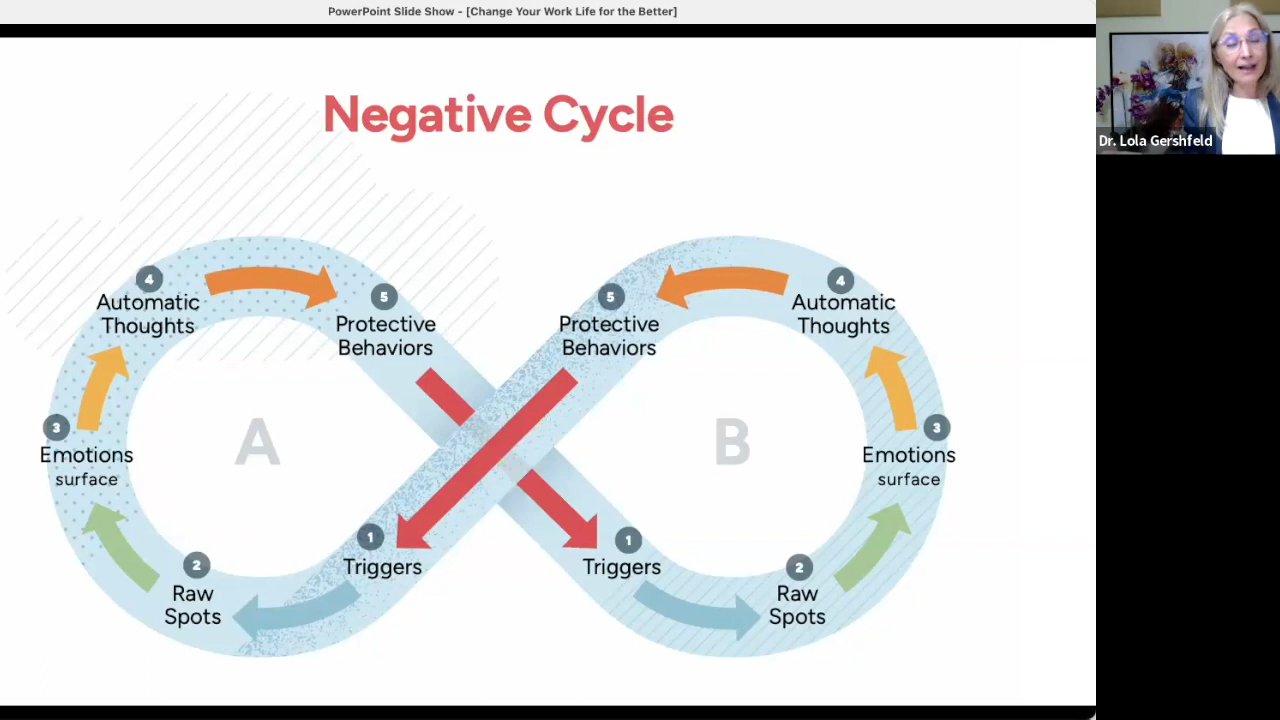 PowerPoint Slide Show - [Change Your Work Life for the Better]
Dr. Lola Gershfeld
Negative Cycle
4
Automatic
Thoughts
5
Protective
Behaviors
5
Protective
Behaviors
4
Automatic
Thoughts
3
Emotions
surface
A
B
3
Emotions
surface
1
Triggers
1
Triggers
2
Raw
Spots
2
Raw
Spots